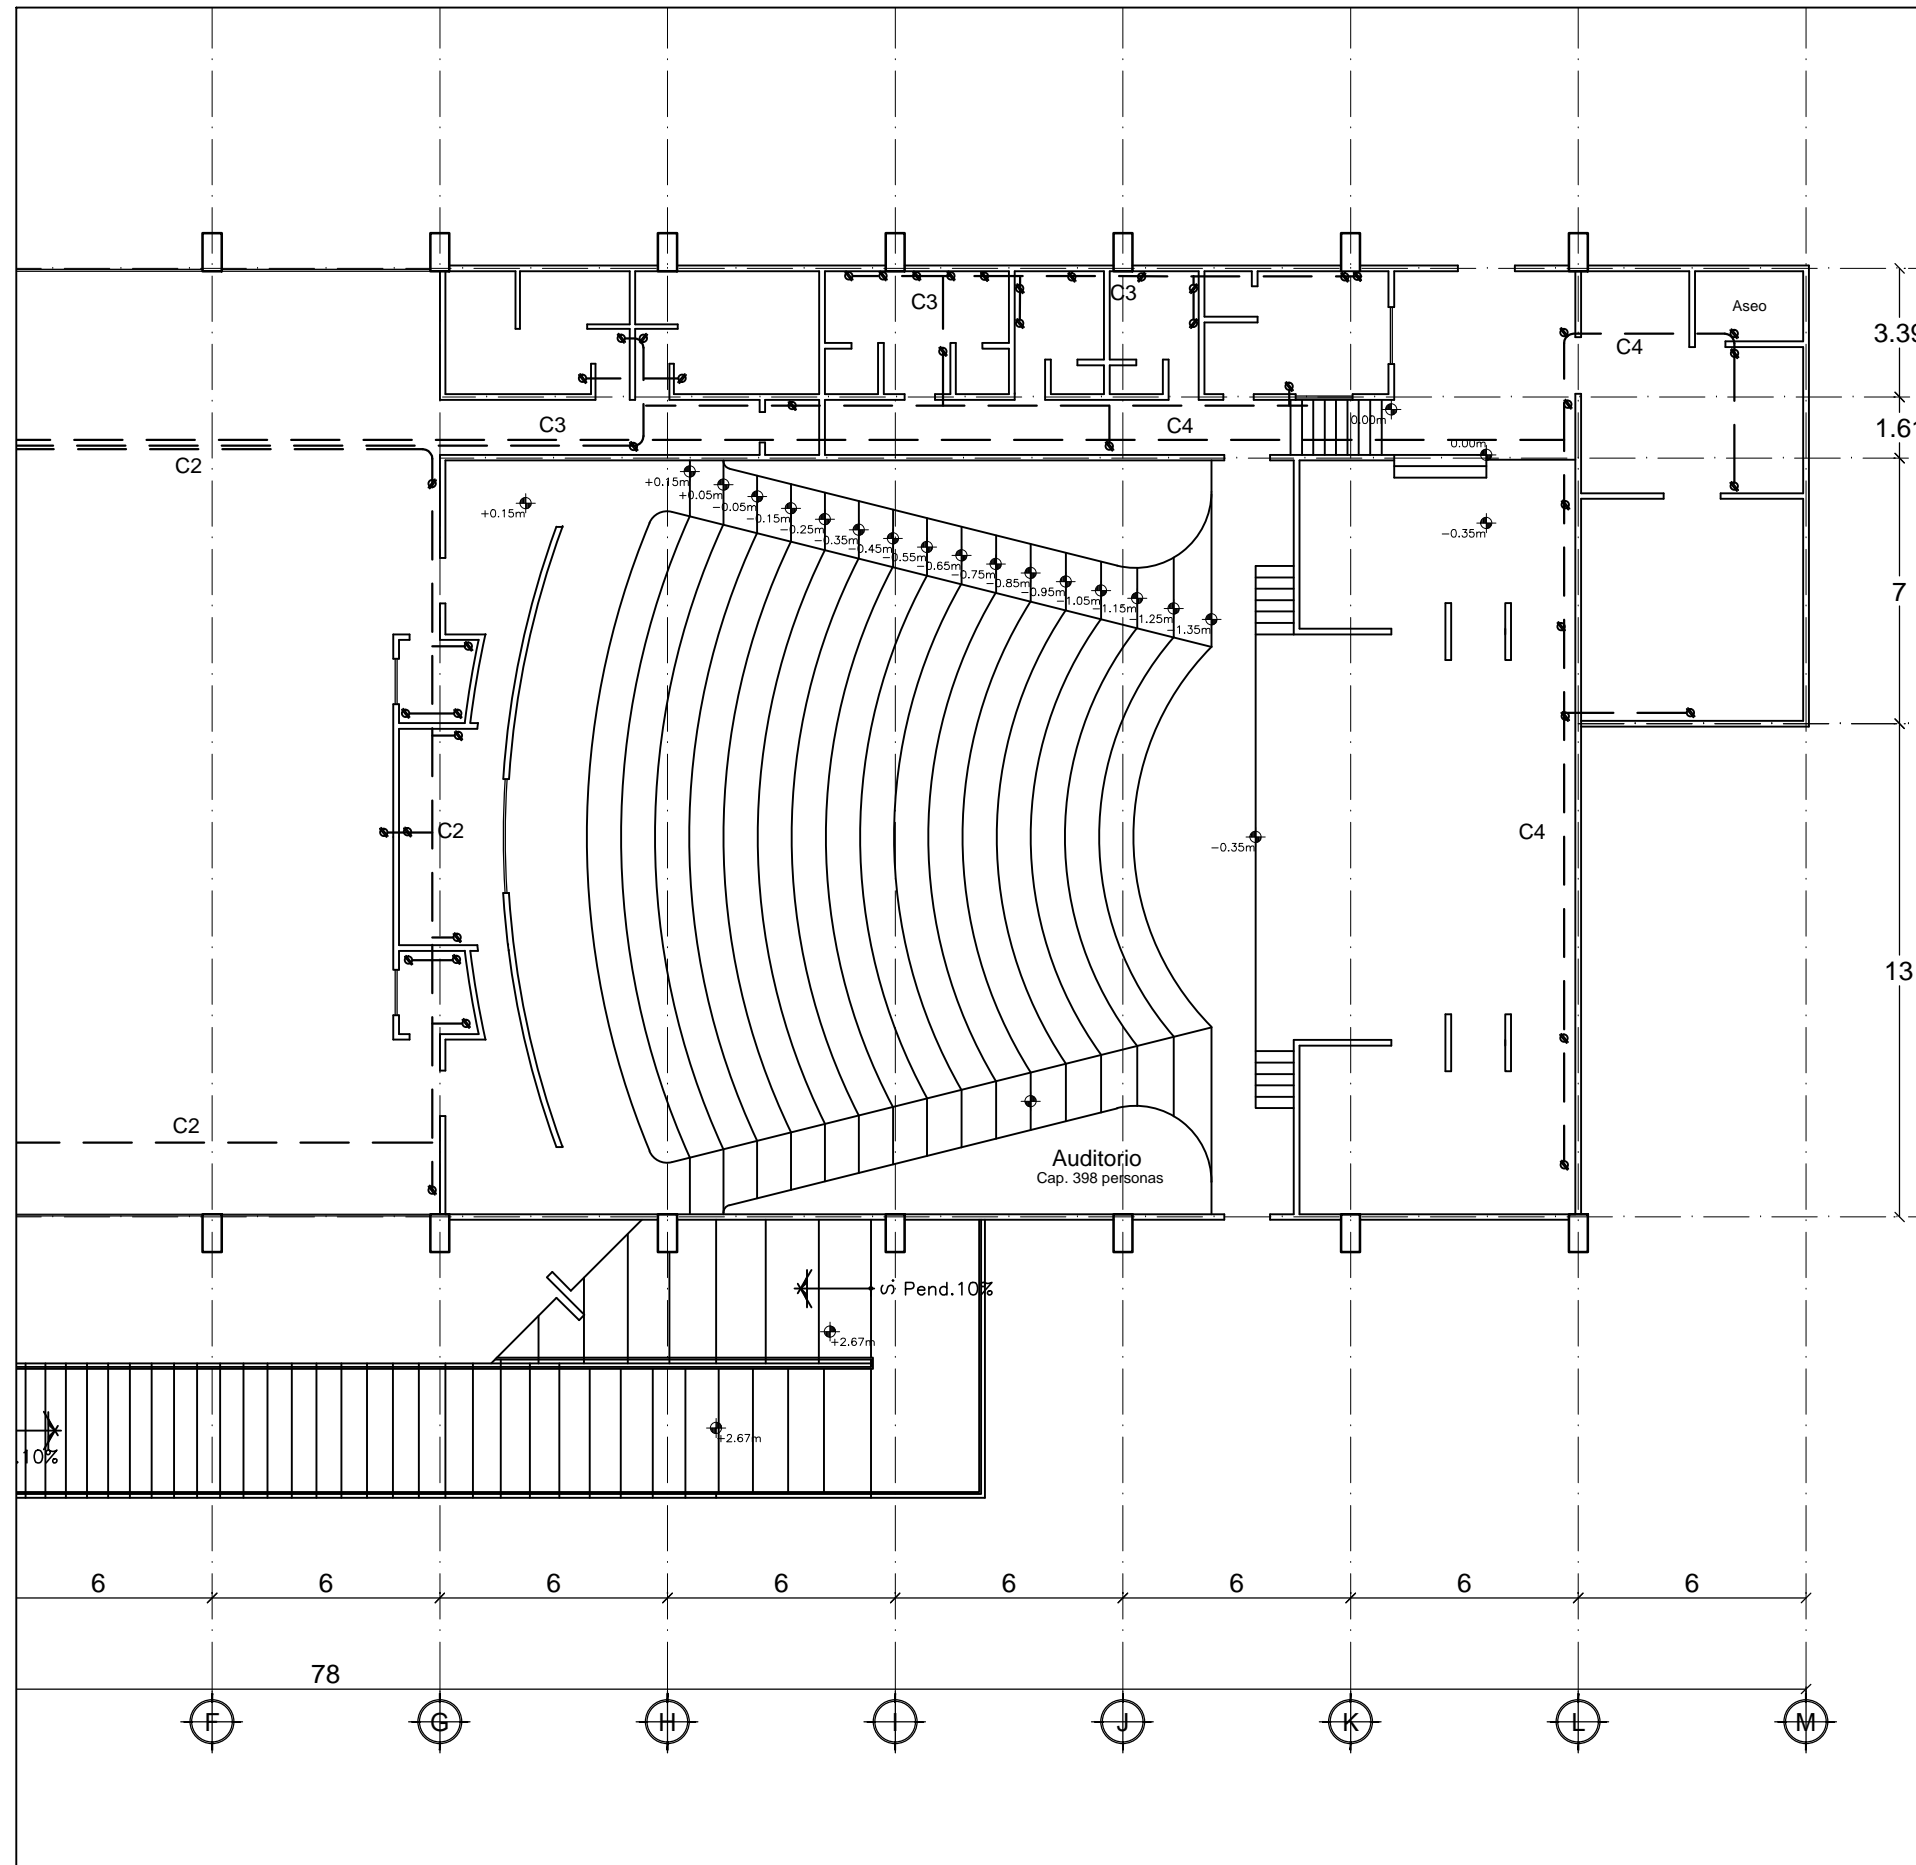 Aseo
C3
C3
3.39
C4
0.00m
C3
C4
1.61
0.00m
C2
+0.15m
+0.05m
-0.05m
+0.15m
-0.15m
-0.25m
-0.35m
-0.45m
-0.55m
-0.65m
-0.75m
-0.85m
-0.95m
-1.05m
-1.15m
-1.25m
-1.35m
-0.35m
7
C2
C4
-0.35m
13
C2
Auditorio
Cap. 398 personas
S. Pend.10%
+2.67m
+2.67m
.10%
6 6 6 6 6 6 6 6
78
F G H I J K L M